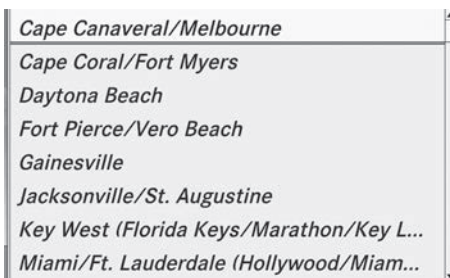 Cape Canaveral/Melbourne
Cape Coral/Fort Myers
Daytona Beach
Fort Pierce/Vero Beach
Gainesville
Jacksonville/St. Augustine
Key West (Florida Keys/Marathon/Key L...
Miami/Ft. Lauderdale (Hollywood/Miam...